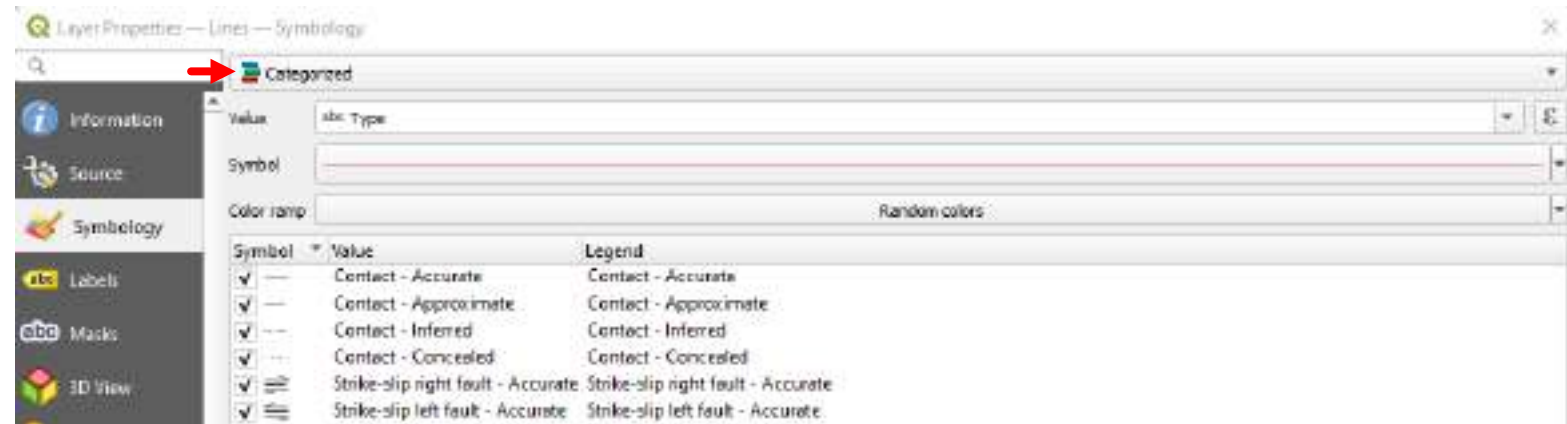 Layer Properties — Lines — Symbology
Categorized
Information
Value
abc Type
ε
Source
Symbol
Symbology
Color ramp
Random colors
Symbol Value Legend
abc Labels
Contact - Accurate Contact - Accurate
Contact - Approximate Contact - Approximate
abc Masks
Contact - Inferred Contact - Inferred
Contact - Concealed Contact - Concealed
3D View
Strike-slip right fault - Accurate Strike-slip right fault - Accurate
Strike-slip left fault - Accurate Strike-slip left fault - Accurate